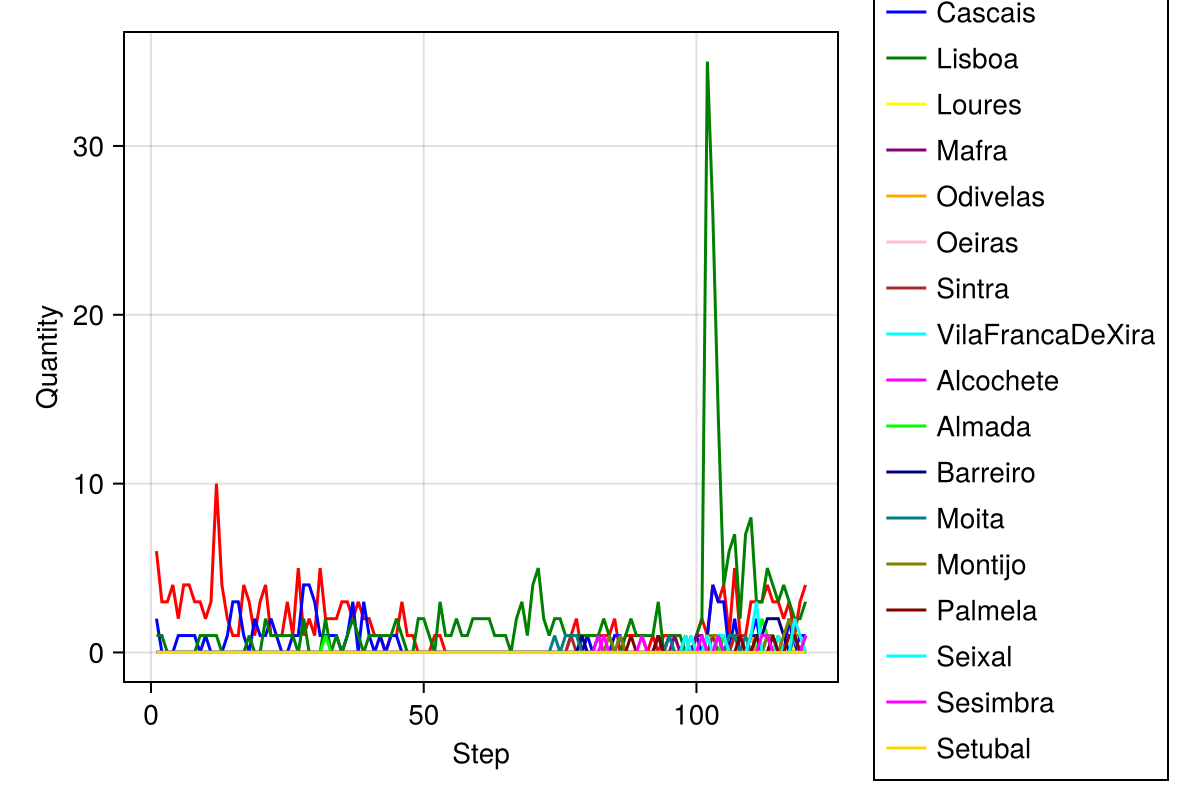 Quantity
30
20
10
0
0
50
100
Step
Cascais
Lisboa
Loures
Mafra
Odivelas
Oeiras
Sintra
VilaFrancaDeXira
Alcochete
Almada
Barreiro
Moita
Montijo
Palmela
Seixal
Sesimbra
Setubal